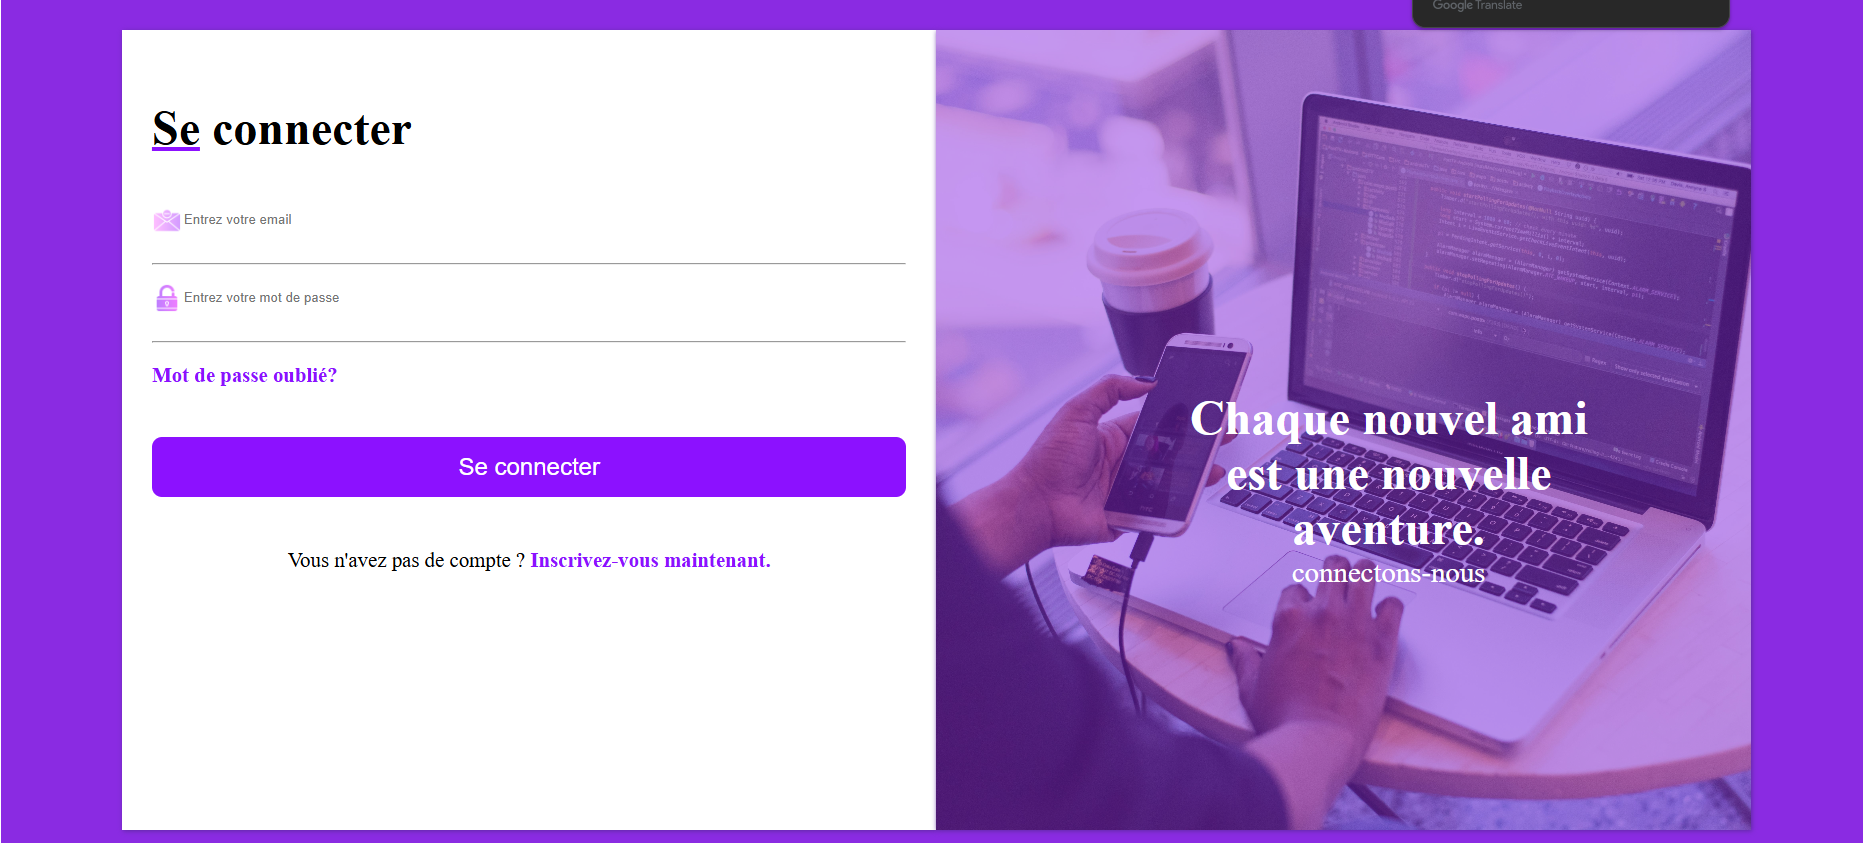 Google Translate
Se connecter
Entrez votre email
Entrez votre mot de passe
Mot de passe oublié?
Se connecter
Vous n'avez pas de compte ? Inscrivez-vous maintenant.
Chaque nouvel ami
est une nouvelle
aventure.
connectons-nous